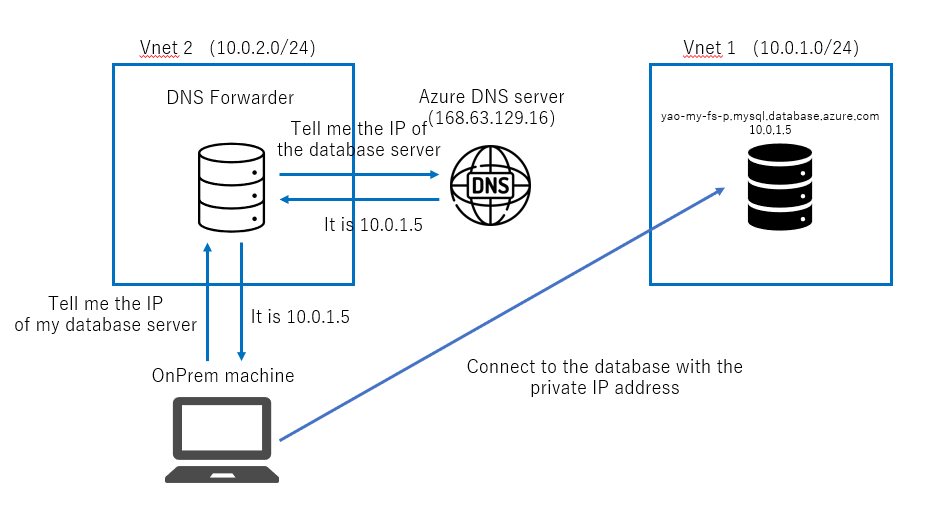 Vnet 2 (10.0.2.0/24)
Vnet 1 (10.0.1.0/24)
DNS Forwarder
Azure DNS server
(168.63.129.16)
yao-my-fs-p.mysql.database.azure.com
10.0.1.5
Tell me the IP of
the database server
DNS
It is 10.0.1.5
Tell me the IP
of my database server
It is 10.0.1.5
OnPrem machine
Connect to the database with the
private IP address